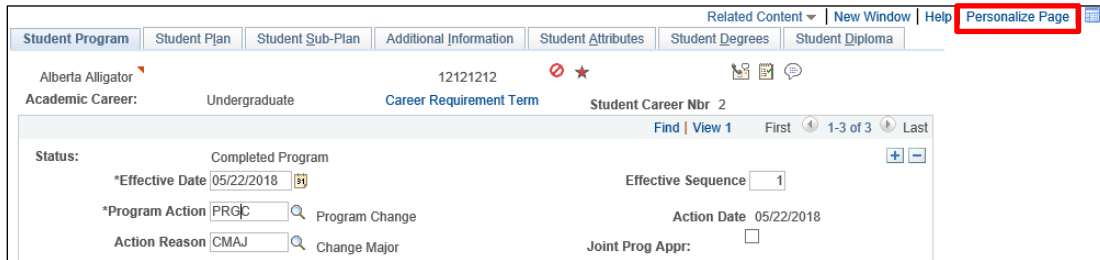 Related Content | New Window | Help Personalize Page
Student Program Student Plan Student Sub-Plan Additional Information Student Attributes Student Degrees Student Diploma
Alberta Alligator 12121212
Academic Career: Undergraduate Career Requirement Term Student Career Nbr 2
Find | View 1 First 1-3 of 3 Last
Status: Completed Program
*Effective Date 05/22/2018 31 Effective Sequence 1
*Program Action PRGC Program Change Action Date 05/22/2018
Action Reason CMAJ Change Major Joint Prog Appr: